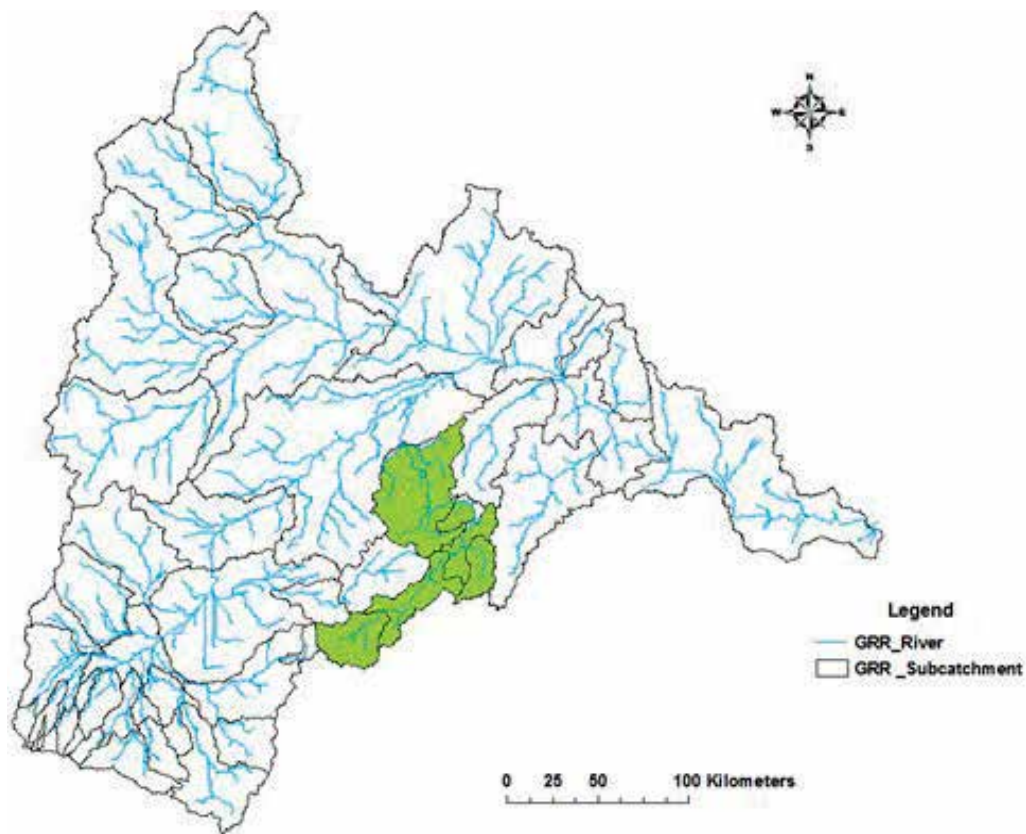 N
W E
S
Legend
GRR_River
GRR _Subcatchment
0 25 50 100 Kilometers